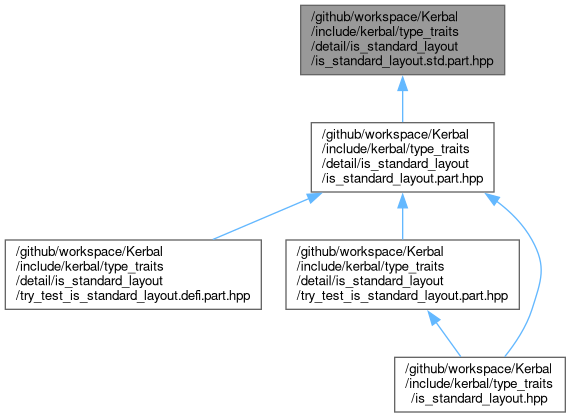 /github/workspace/Kerbal
/include/kerbal/type_traits
/detail/is_standard_layout
/is_standard_layout.std.part.hpp
/github/workspace/Kerbal
/include/kerbal/type_traits
/detail/is_standard_layout
/is_standard_layout.part.hpp
/github/workspace/Kerbal
/include/kerbal/type_traits
/detail/is_standard_layout
/try_test_is_standard_layout.defi.part.hpp
/github/workspace/Kerbal
/include/kerbal/type_traits
/detail/is_standard_layout
/try_test_is_standard_layout.part.hpp
/github/workspace/Kerbal
/include/kerbal/type_traits
/is_standard_layout.hpp